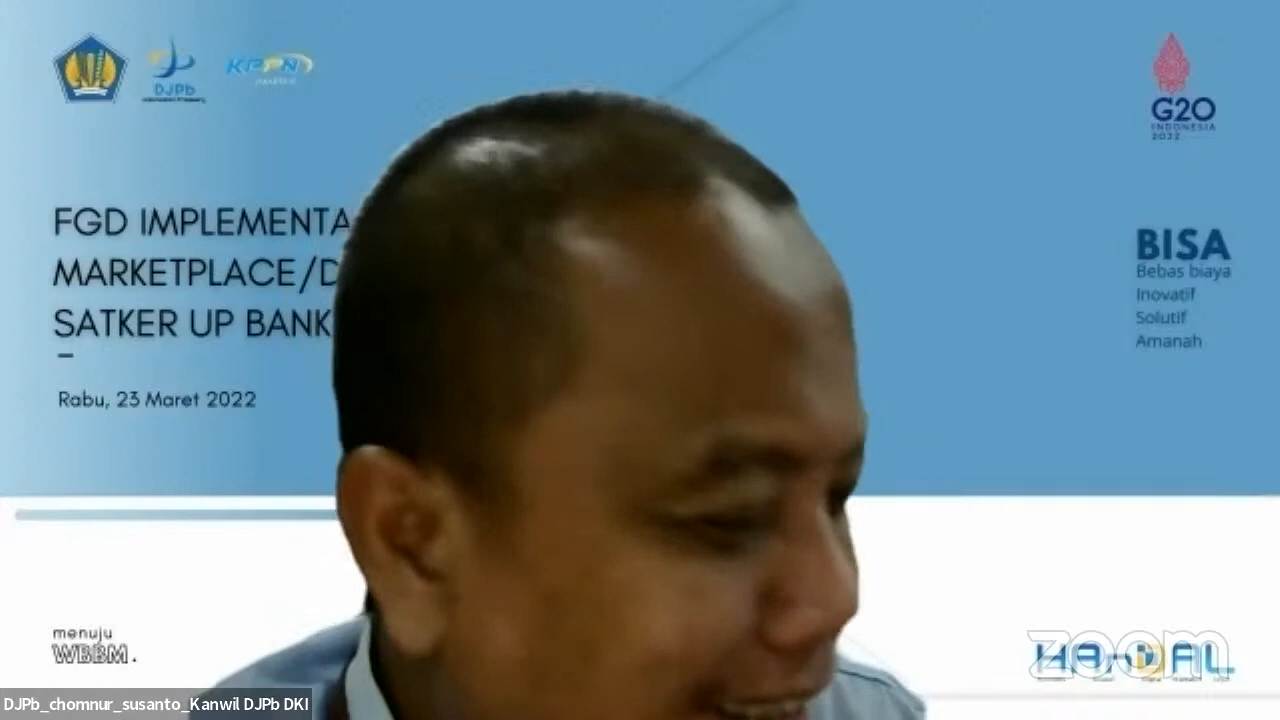 DJPb
KPPN
G20
INDONESIA
2022
FGD IMPLEMENTA
MARKETPLACE/D
SATKER UP BANK
Rabu, 23 Maret 2022
BISA
Bebas biaya
Inovatif
Solutif
Amanah
menuju
WBBM.
zoom
DJPb_chomnur_susanto_Kanwil DJPb DKI